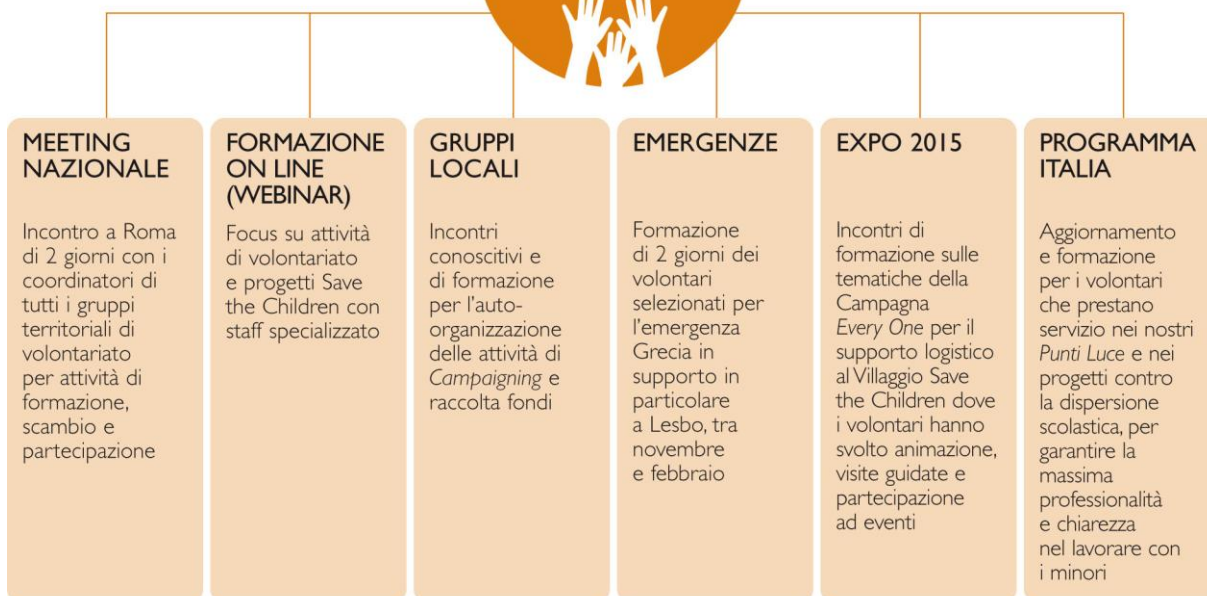 MEETING
NAZIONALE
Incontro a Roma
di 2 giorni con i
coordinatori di
tutti i gruppi
territoriali di
volontariato
per attività di
formazione,
scambio e
partecipazione
FORMAZIONE
ON LINE
(WEBINAR)
Focus su attività
di volontariato
e progetti Save
the Children con
staff specializzato
GRUPPI
LOCALI
Incontri
conoscitivi e
di formazione
per l'auto-
organizzazione
delle attività di
Campaigning e
raccolta fondi
EMERGENZE
Formazione
di 2 giorni dei
volontari
selezionati per
l'emergenza
Grecia in
supporto in
particolare
a Lesbo, tra
novembre
e febbraio
EXPO 2015
Incontri di
formazione sulle
tematiche della
Campagna
Every One per il
supporto logistico
al Villaggio Save
the Children dove
i volontari hanno
svolto animazione,
visite guidate e
partecipazione
ad eventi
PROGRAMMA
ITALIA
Aggiornamento
e formazione
per i volontari
che prestano
servizio nei nostri
Punti Luce e nei
progetti contro
la dispersione
scolastica, per
garantire la
massima
professionalità
e chiarezza
nel lavorare con
i minori